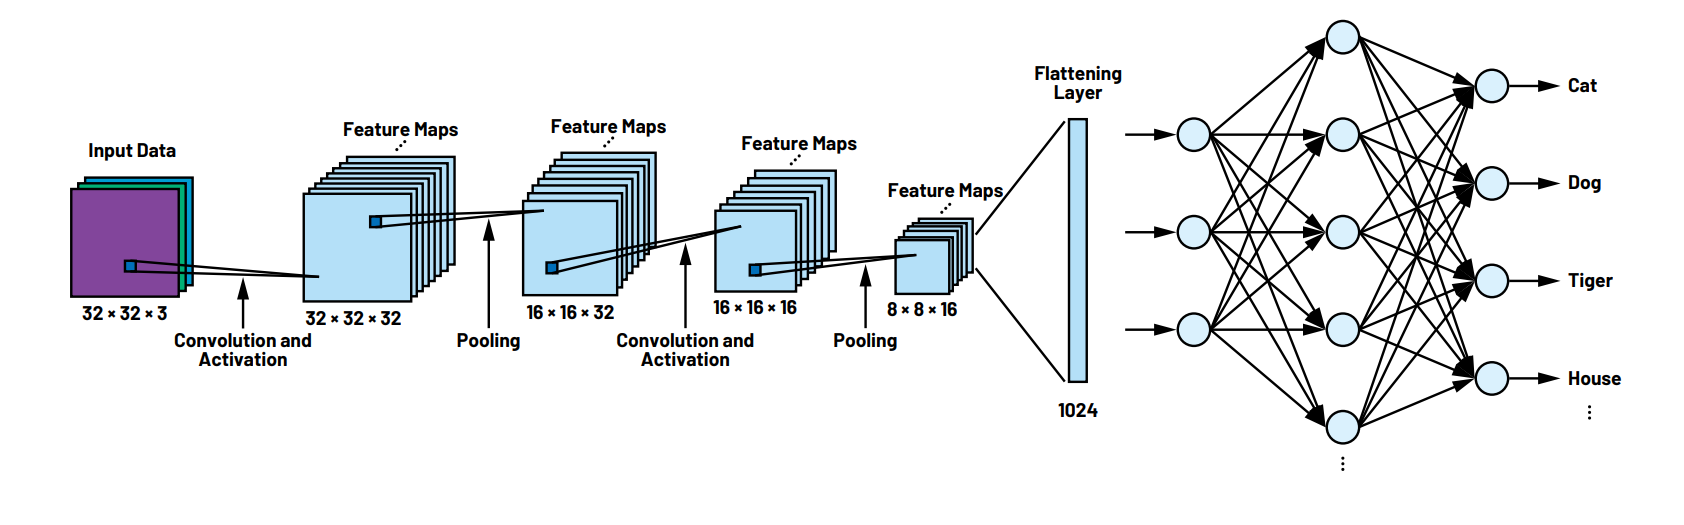 Input Data
32 × 32 × 3
Convolution and
Activation
Feature Maps
32 × 32 × 32
Pooling
Feature Maps
16 × 16 × 32
Convolution and
Activation
Feature Maps
16 × 16 × 16
Pooling
Feature Maps
8 × 8 × 16
Flattening
Layer
1024
Cat
Dog
Tiger
House